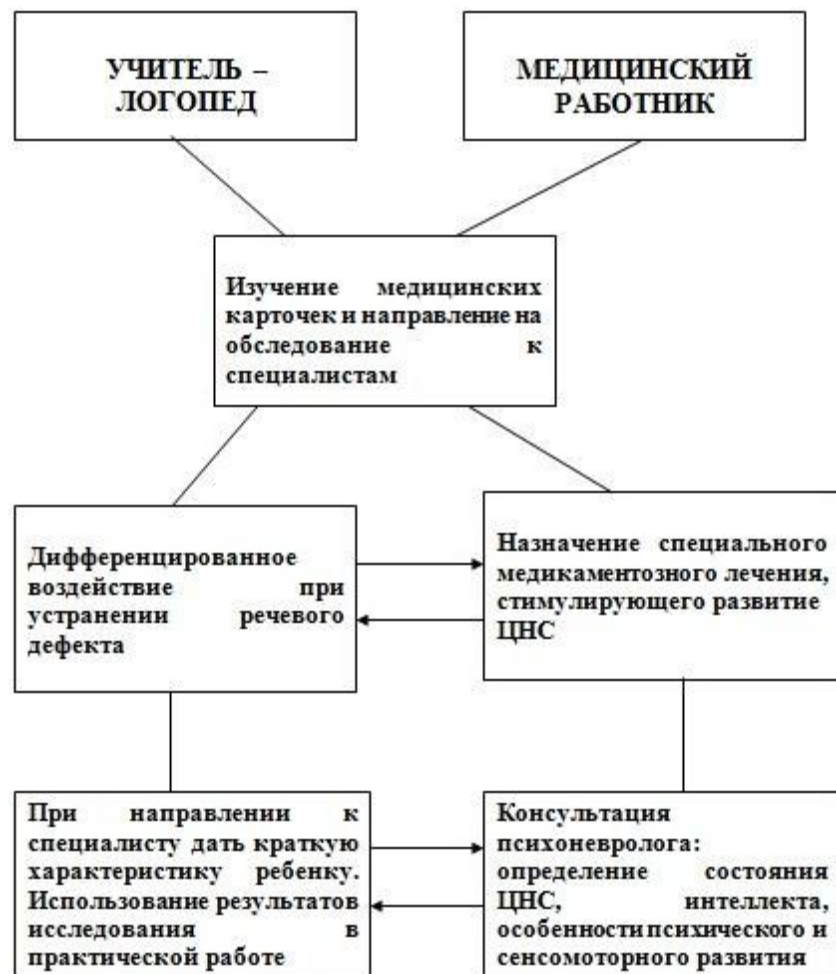 УЧИТЕЛЬ –
ЛОГОПЕД
МЕДИЦИНСКИЙ
РАБОТНИК
Изучение медицинских
карточек и направление на
обследование к
специалистам
Дифференцированное
воздействие при
устранении речевого
дефекта
Назначение специального
медикаментозного лечения,
стимулирующего развитие
ЦНС
При направлении к
специалисту дать краткую
характеристику ребенку.
Использование результатов
исследования в
практической работе
Консультация
психоневролога:
определение состояния
ЦНС, интеллекта,
особенности психического и
сенсомоторного развития